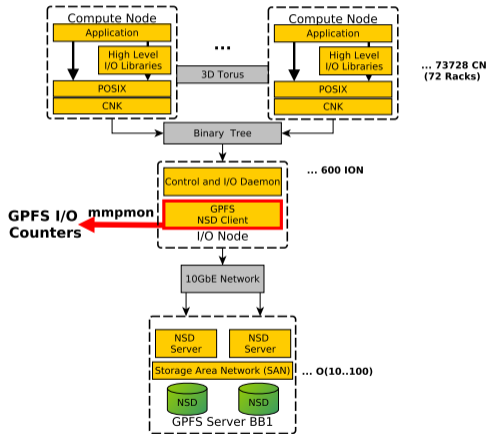 Compute Node
Application
High Level
I/O Libraries
POSIX
CNK
...
3D Torus
Compute Node
Application
High Level
I/O Libraries
POSIX
CNK
... 73728 CN
(72 Racks)
Binary Tree
... 600 ION
Control and I/O Daemon
GPFS
NSD Client
I/O Node
mmpmon
GPFS I/O
Counters
10GbE Network
NSD
Server
NSD
Server
Storage Area Network (SAN)
... O(10..100)
NSD
NSD
GPFS Server BB1